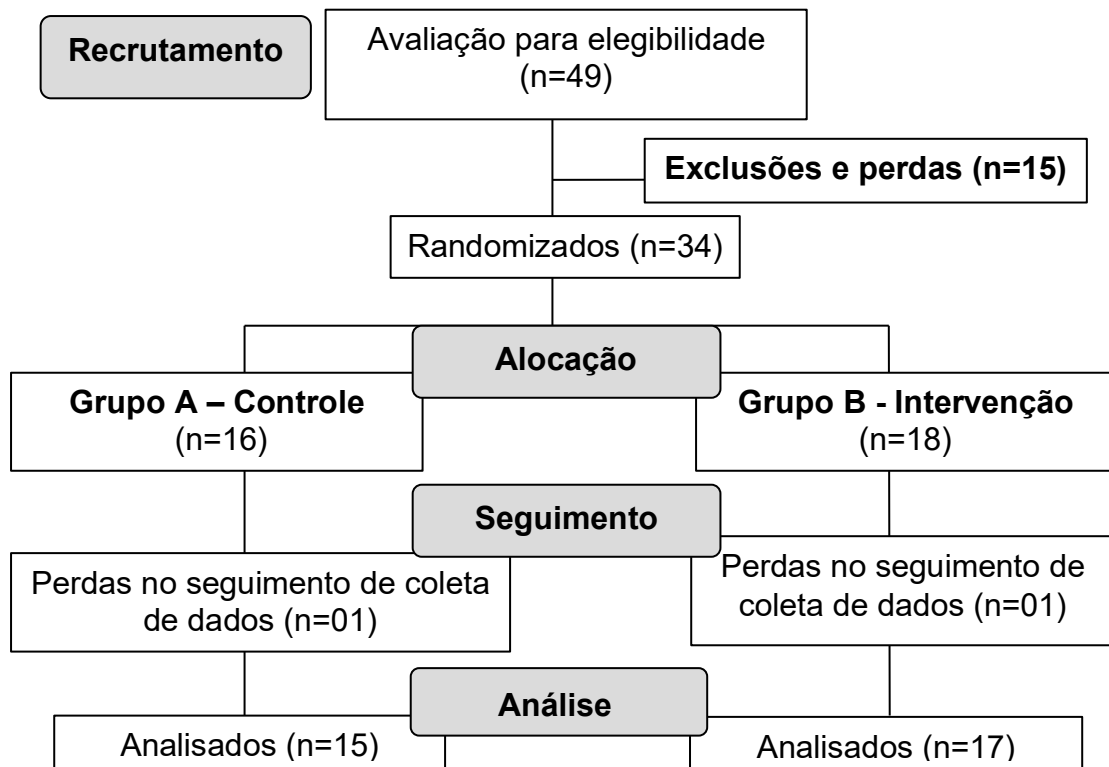 Recrutamento
Avaliação para elegibilidade
(n=49)
Exclusões e perdas (n=15)
Randomizados (n=34)
Alocação
Grupo A – Controle
(n=16)
Grupo B - Intervenção
(n=18)
Seguimento
Perdas no seguimento de coleta
de dados (n=01)
Perdas no seguimento de
coleta de dados (n=01)
Análise
Analisados (n=15)
Analisados (n=17)